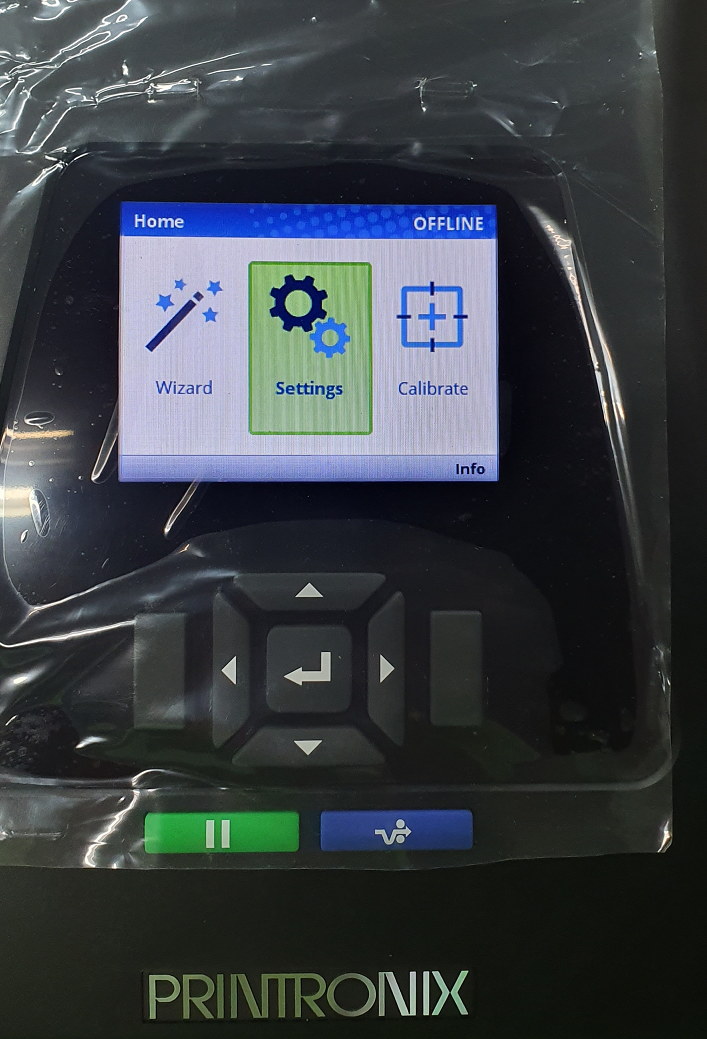 Home
OFFLINE
Wizard
Settings
Calibrate
Info
PRINTRONIX